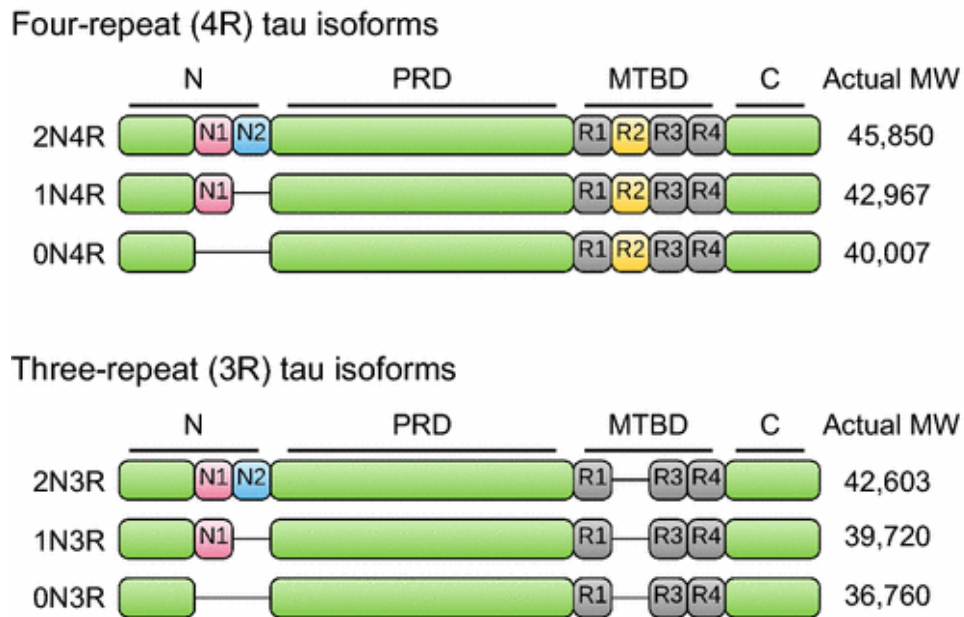 Four-repeat (4R) tau isoforms
N PRD MTBD C Actual MW
2N4R N1 N2 R1 R2 R3 R4 45,850
1N4R N1 R1 R2 R3 R4 42,967
0N4R R1 R2 R3 R4 40,007
Three-repeat (3R) tau isoforms
N PRD MTBD C Actual MW
2N3R N1 N2 R1 R3 R4 42,603
1N3R N1 R1 R3 R4 39,720
0N3R R1 R3 R4 36,760